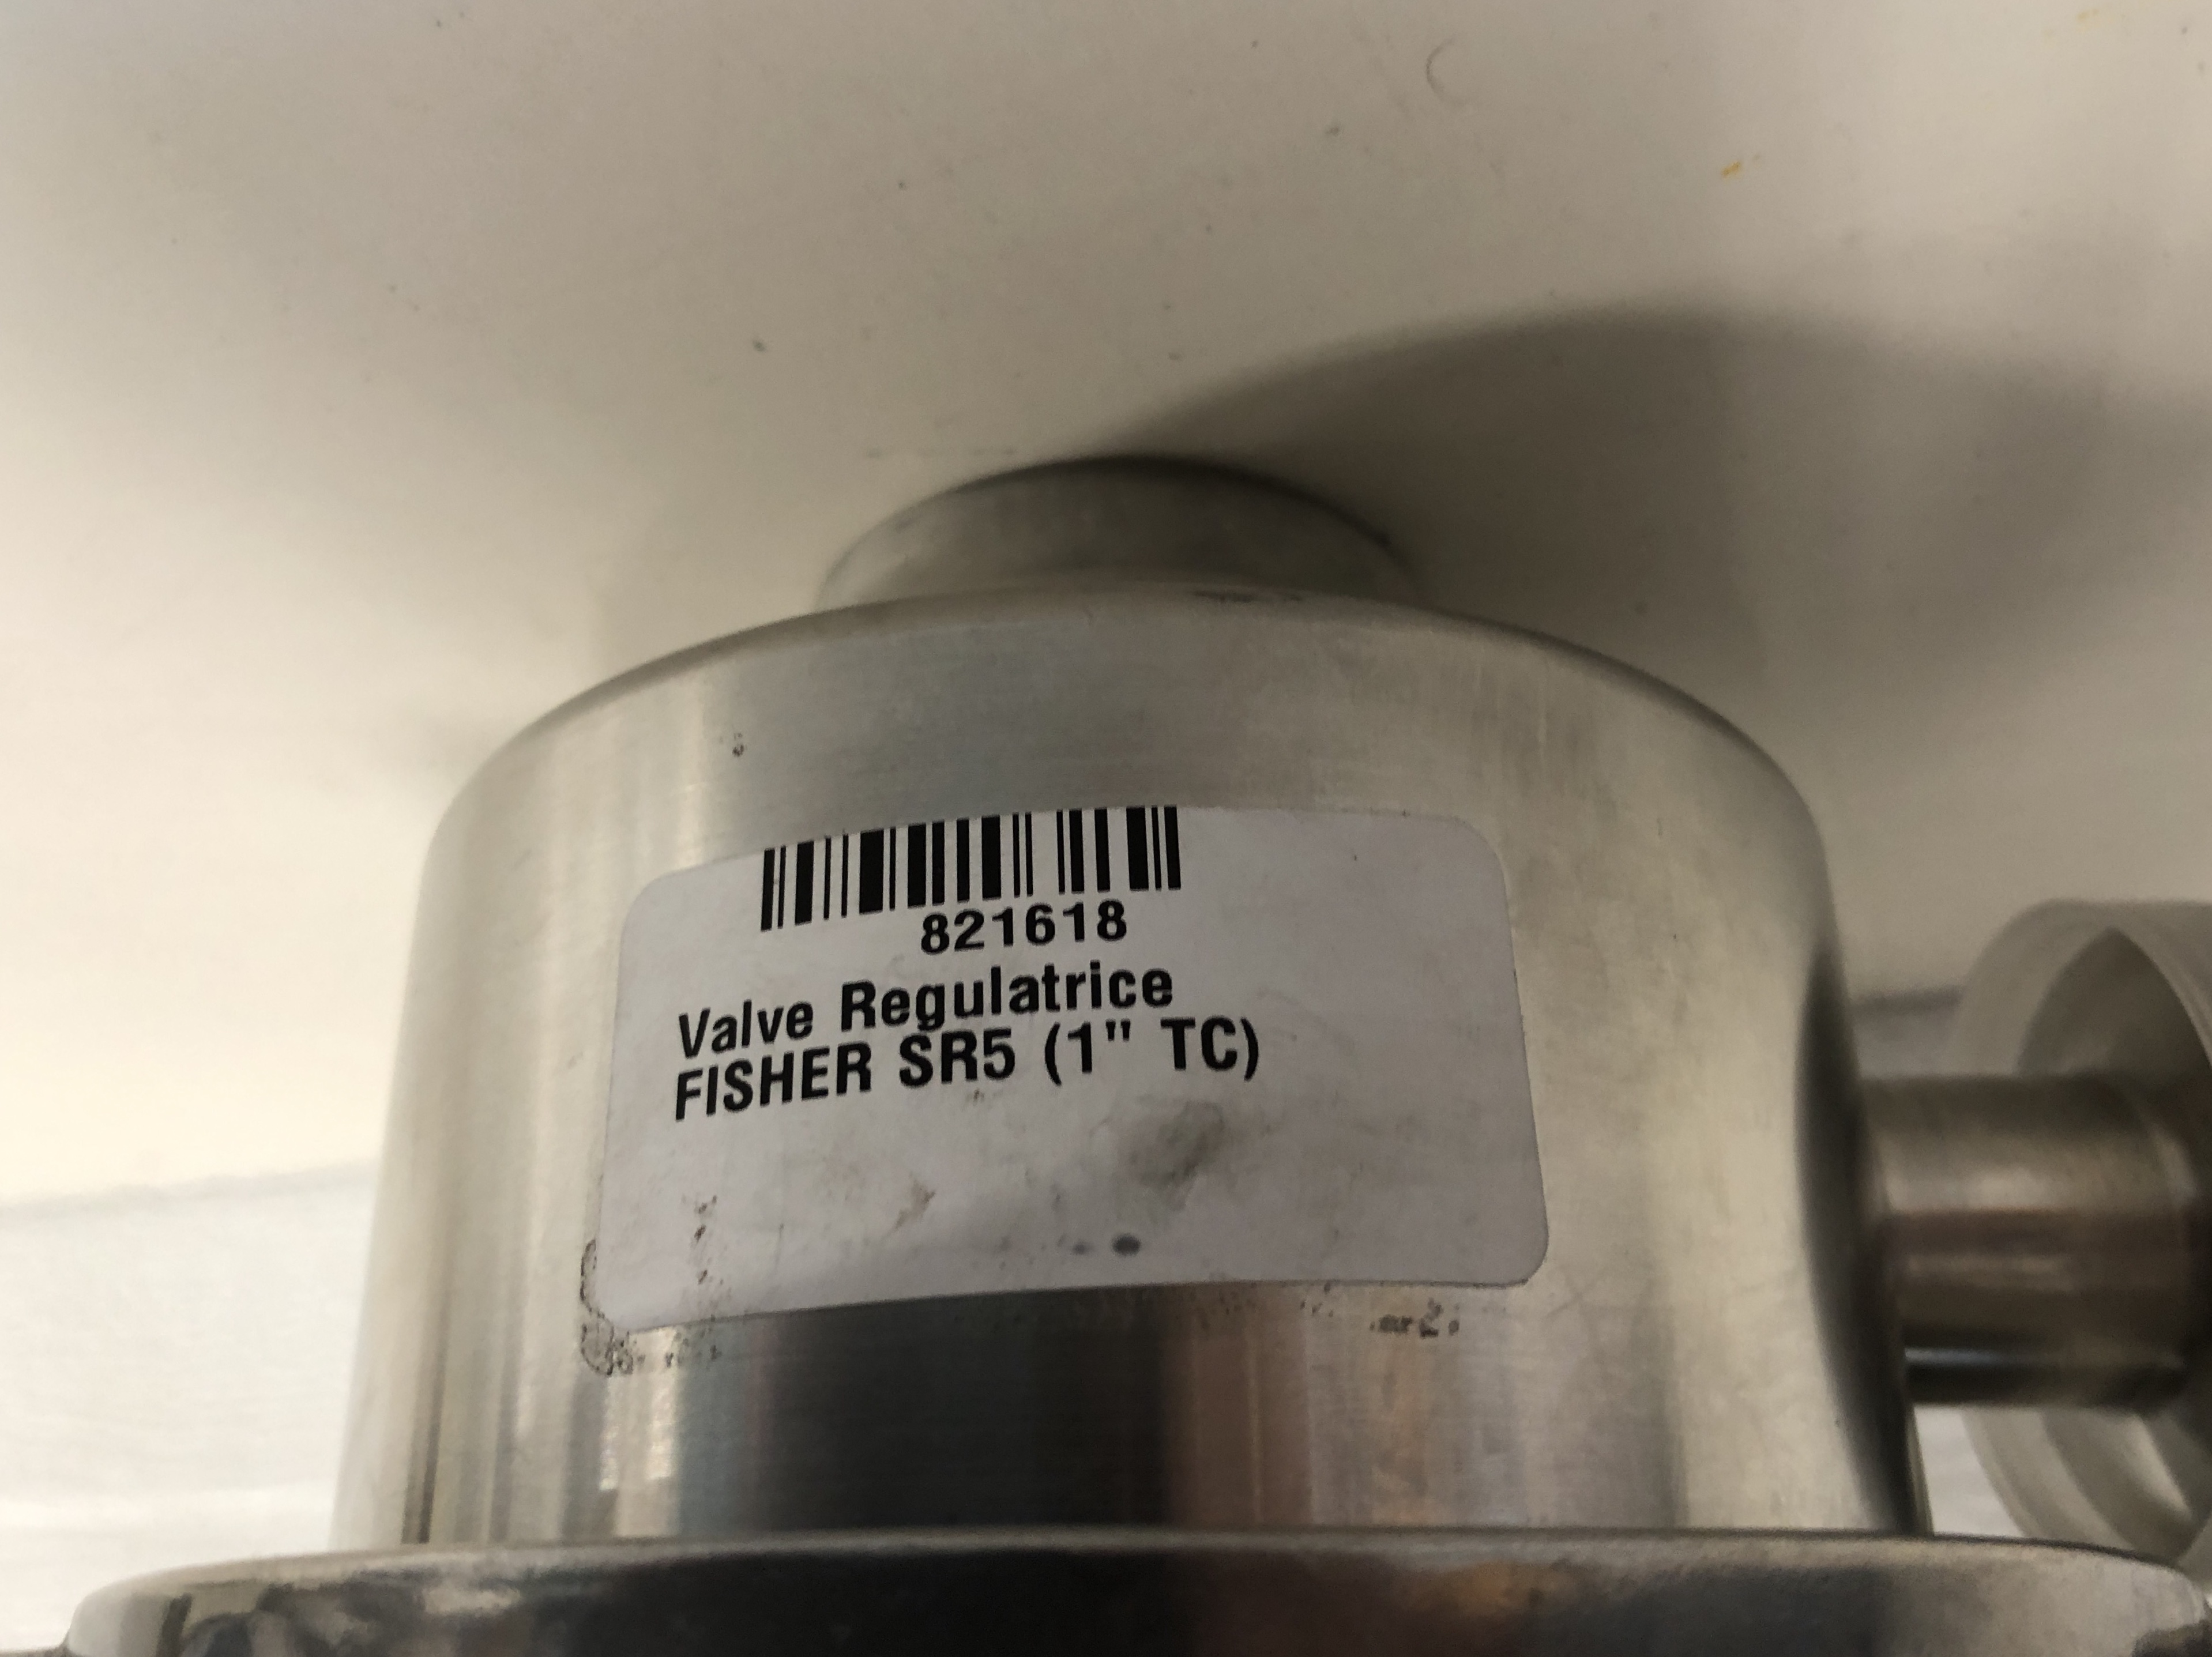 821618
Valve Regulatrice
FISHER SR5 (1" TC)